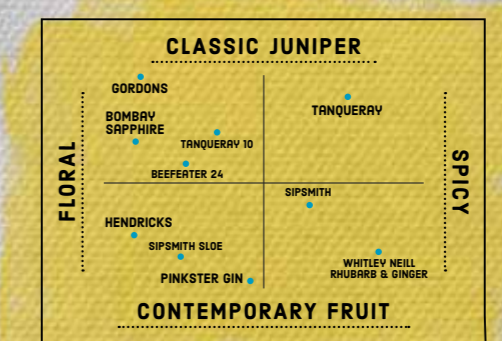 CLASSIC JUNIPER
GORDONS
TANQUERAY
BOMBAY
SAPPHIRE
TANQUERAY 10
BEEFEATER 24
FLORAL
SPICY
SIPSMITH
HENDRICKS
SIPSMITH SLOE
WHITLEY NEILL
RHUBARB & GINGER
PINKSTER GIN
CONTEMPORARY FRUIT